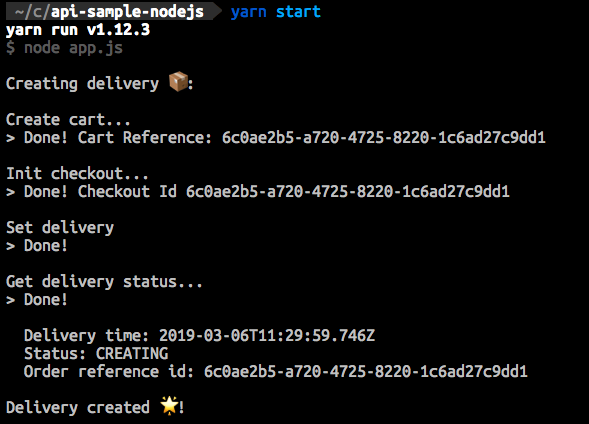 ~/c/api-sample-nodejs yarn start
yarn run v1.12.3
$ node app.js
Creating delivery 📦:
Create cart...
> Done! Cart Reference: 6c0ae2b5-a720-4725-8220-1c6ad27c9dd1
Init checkout...
> Done! Checkout Id 6c0ae2b5-a720-4725-8220-1c6ad27c9dd1
Set delivery
> Done!
Get delivery status...
> Done!
Delivery time: 2019-03-06T11:29:59.746Z
Status: CREATING
Order reference id: 6c0ae2b5-a720-4725-8220-1c6ad27c9dd1
Delivery created 🌟!